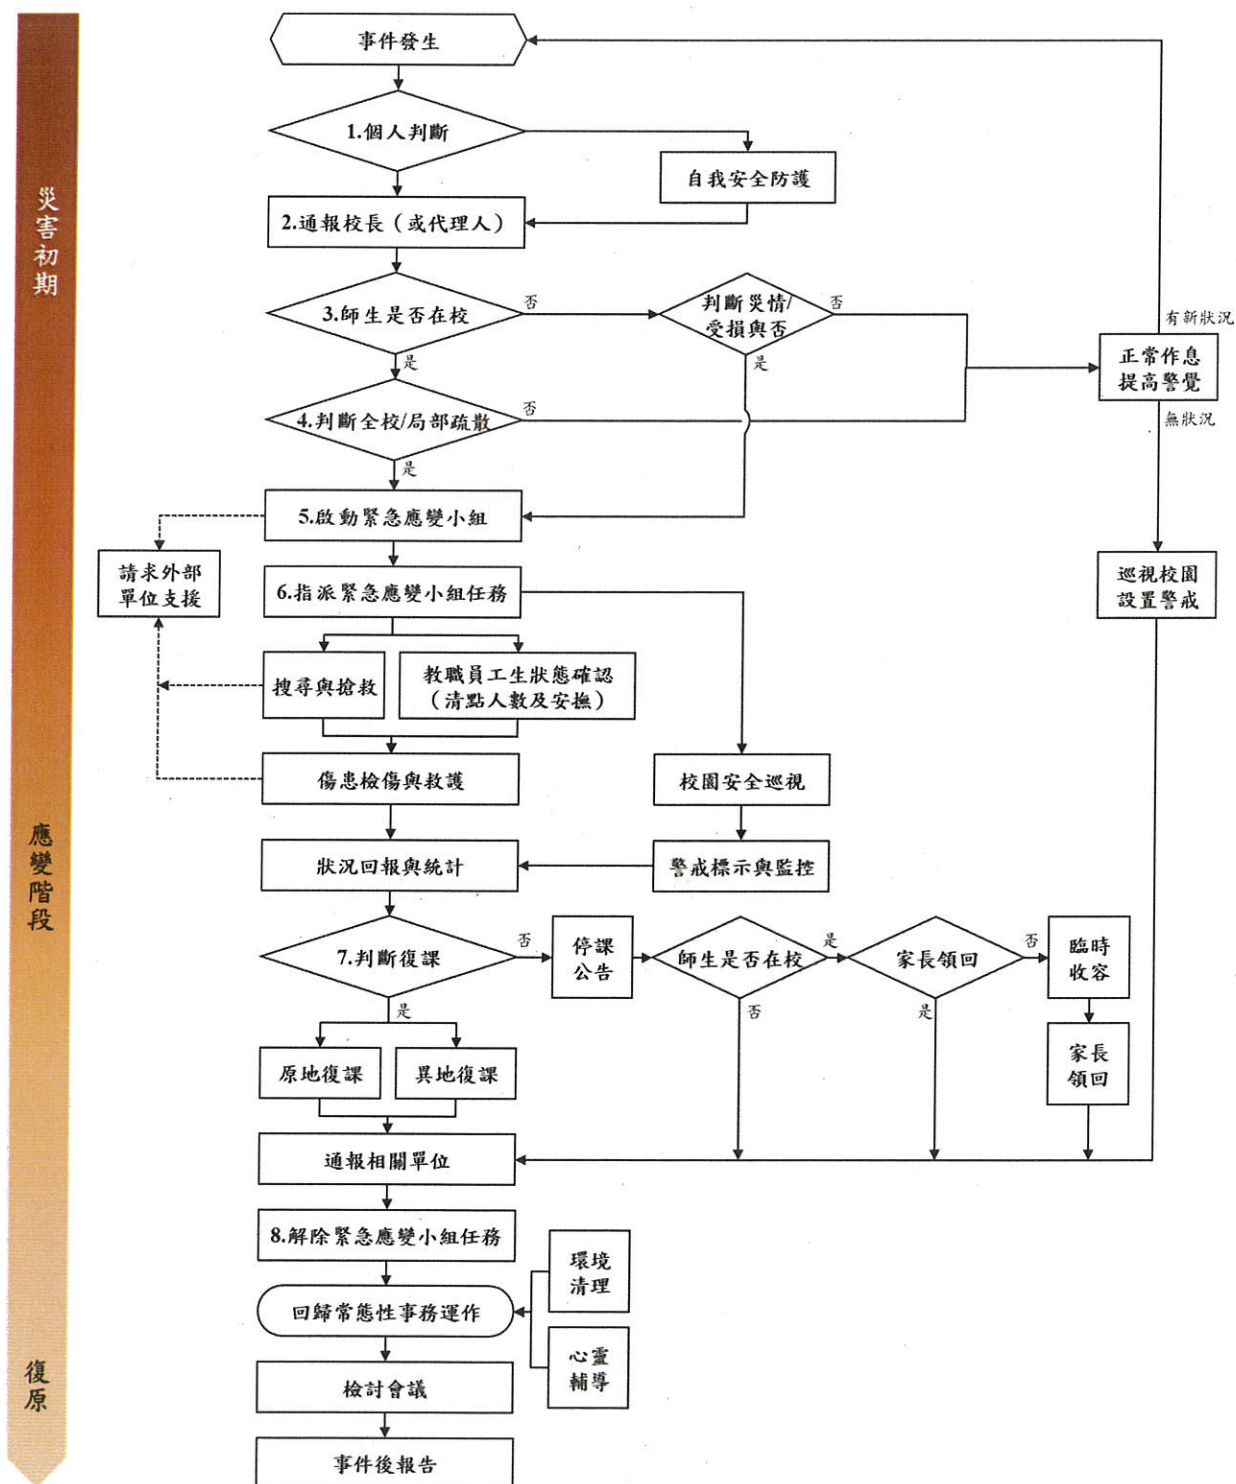 災害初期
應變階段
復原
事件發生
1.個人判斷
自我安全防護
2.通報校長（或代理人）
3.師生是否在校
否
是
判斷災情/
受損與否
否
是
有新狀況
正常作息
提高警覺
無狀況
4.判斷全校/局部疏散
否
是
5.啟動緊急應變小組
請求外部
單位支援
6.指派緊急應變小組任務
巡視校園
設置警戒
搜尋與搶救
教職員工生狀態確認
（清點人數及安撫）
傷患檢傷與救護
校園安全巡視
狀況回報與統計
警戒標示與監控
7.判斷復課
否
是
停課
公告
師生是否在校
是
否
家長領回
否
是
臨時
收容
家長
領回
原地復課
異地復課
通報相關單位
8.解除緊急應變小組任務
環境
清理
回歸常態性事務運作
心靈
輔導
檢討會議
事件後報告